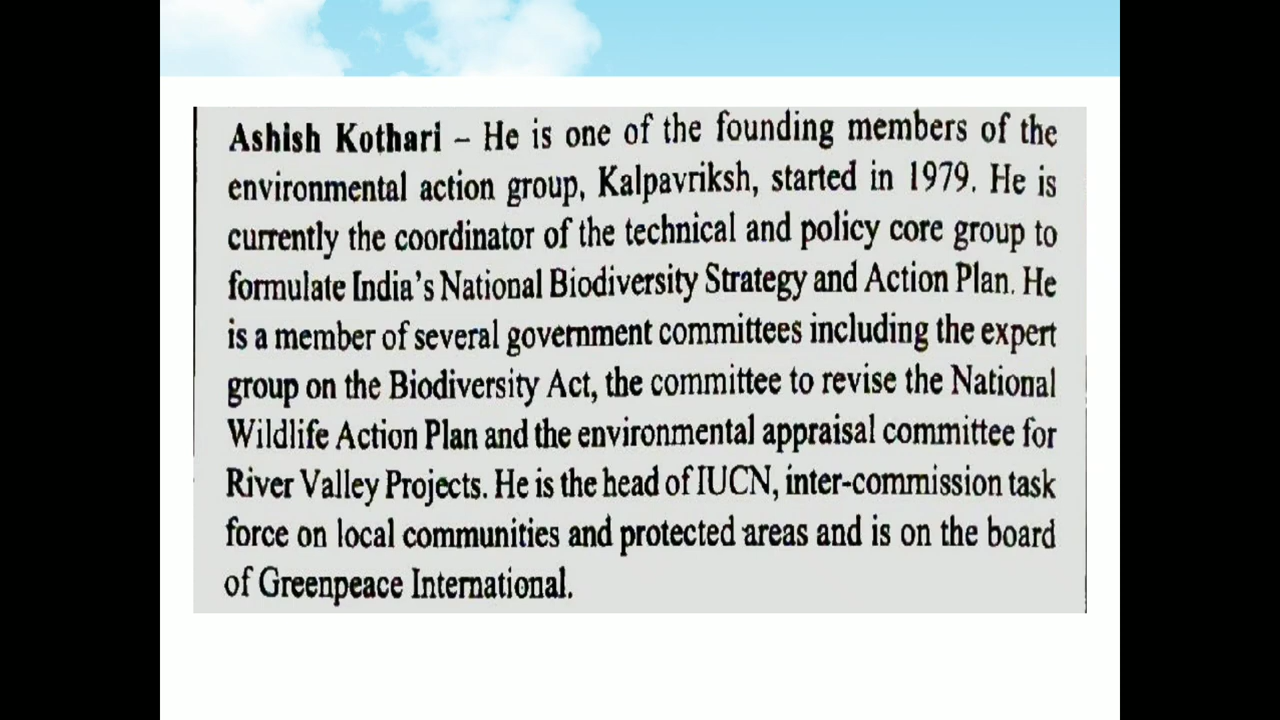 Ashish Kothari – He is one of the founding members of the
environmental action group, Kalpavriksh, started in 1979. He is
currently the coordinator of the technical and policy core group to
formulate India's National Biodiversity Strategy and Action Plan. He
is a member of several government committees including the expert
group on the Biodiversity Act, the committee to revise the National
Wildlife Action Plan and the environmental appraisal committee for
River Valley Projects. He is the head of IUCN, inter-commission task
force on local communities and protected areas and is on the board
of Greenpeace International.